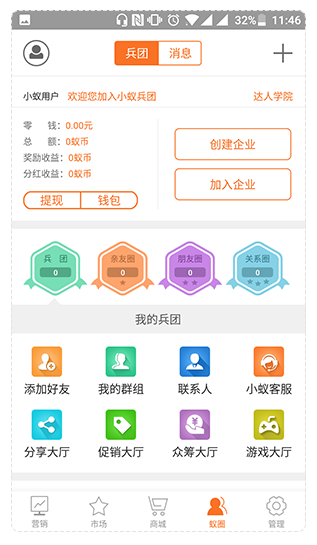 32% 11:46
兵团 消息
小蚁用户 欢迎您加入小蚁兵团 达人学院
零 钱：0.00元
总 额：0蚁币
奖励收益：0蚁币
分红收益：0蚁币
创建企业
加入企业
提现 钱包
兵 团 亲友圈 朋友圈 关系圈
0 0 0 0
我的兵团
添加好友 我的群组 联系人 小蚁客服
分享大厅 促销大厅 众筹大厅 游戏大厅
营销 市场 商城 蚁圈 管理